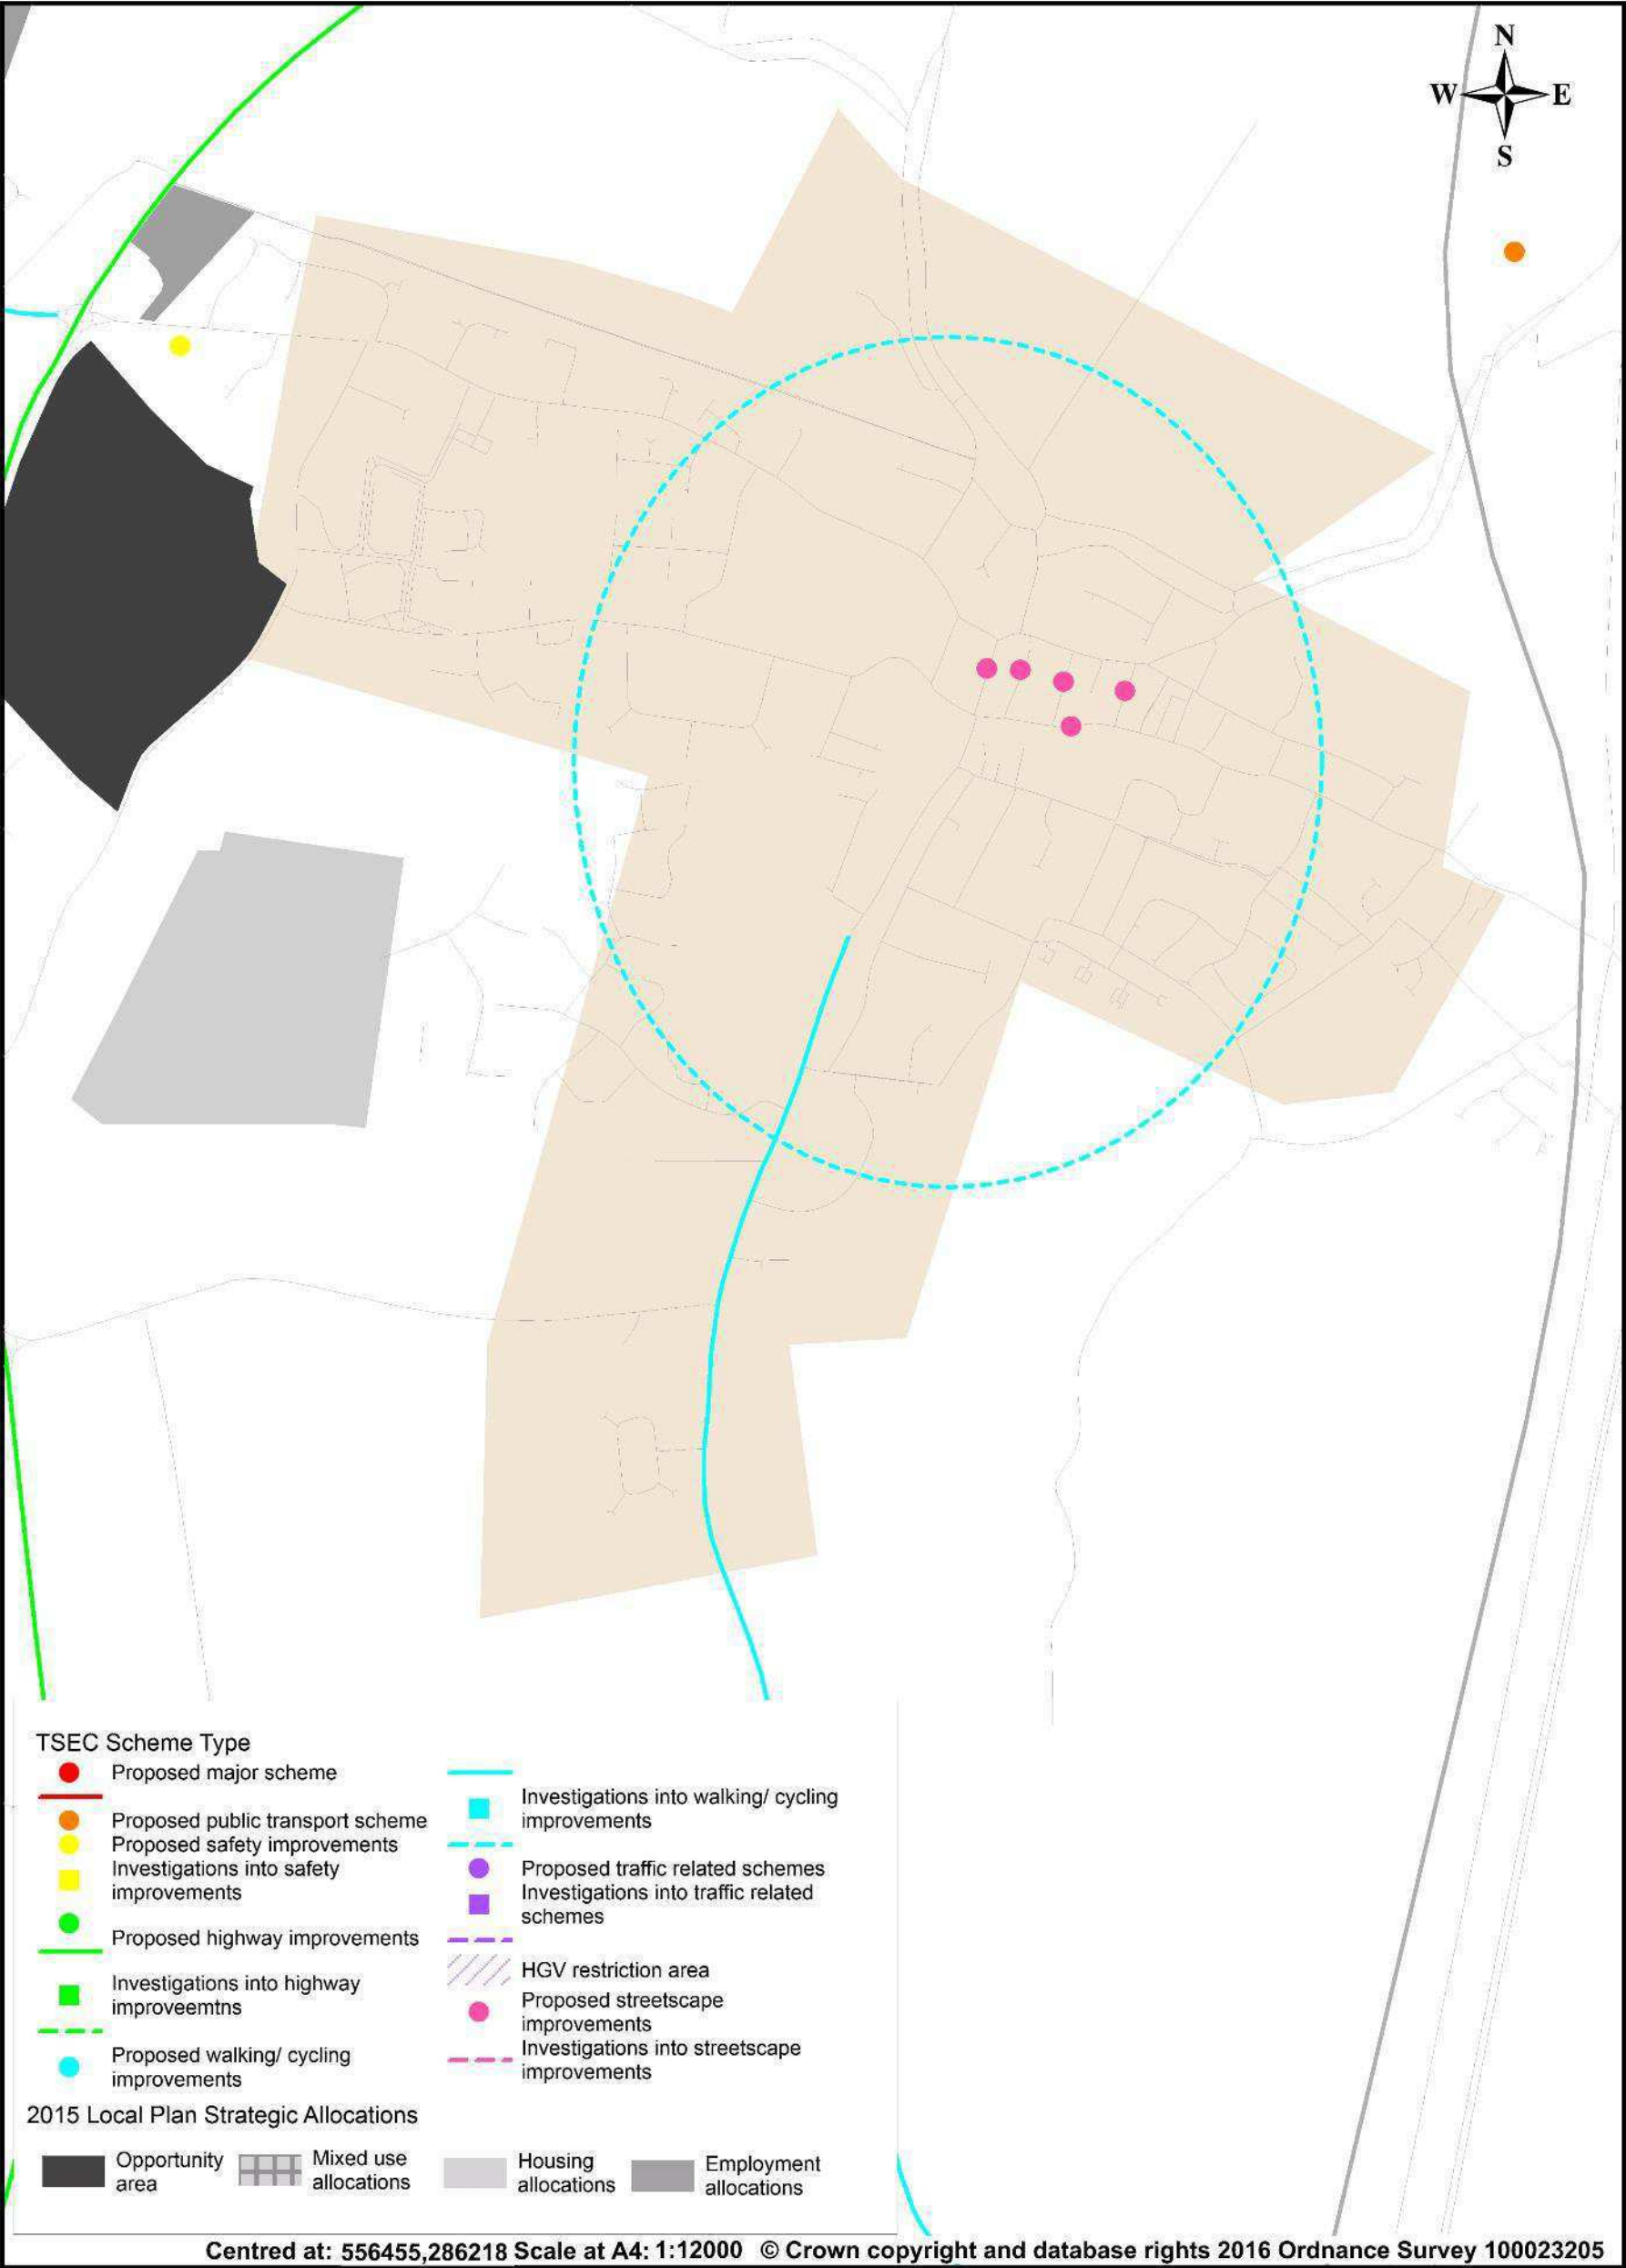 N
W E
S
TSEC Scheme Type
Proposed major scheme
Proposed public transport scheme
Proposed safety improvements
Investigations into safety
improvements
Proposed highway improvements
Investigations into highway
improveemtns
Proposed walking/ cycling
improvements
Investigations into walking/ cycling
improvements
Proposed traffic related schemes
Investigations into traffic related
schemes
HGV restriction area
Proposed streetscape
improvements
Investigations into streetscape
improvements
2015 Local Plan Strategic Allocations
Opportunity
area
Mixed use
allocations
Housing
allocations
Employment
allocations
Centred at: 556455,286218 Scale at A4: 1:12000 © Crown copyright and database rights 2016 Ordnance Survey 100023205